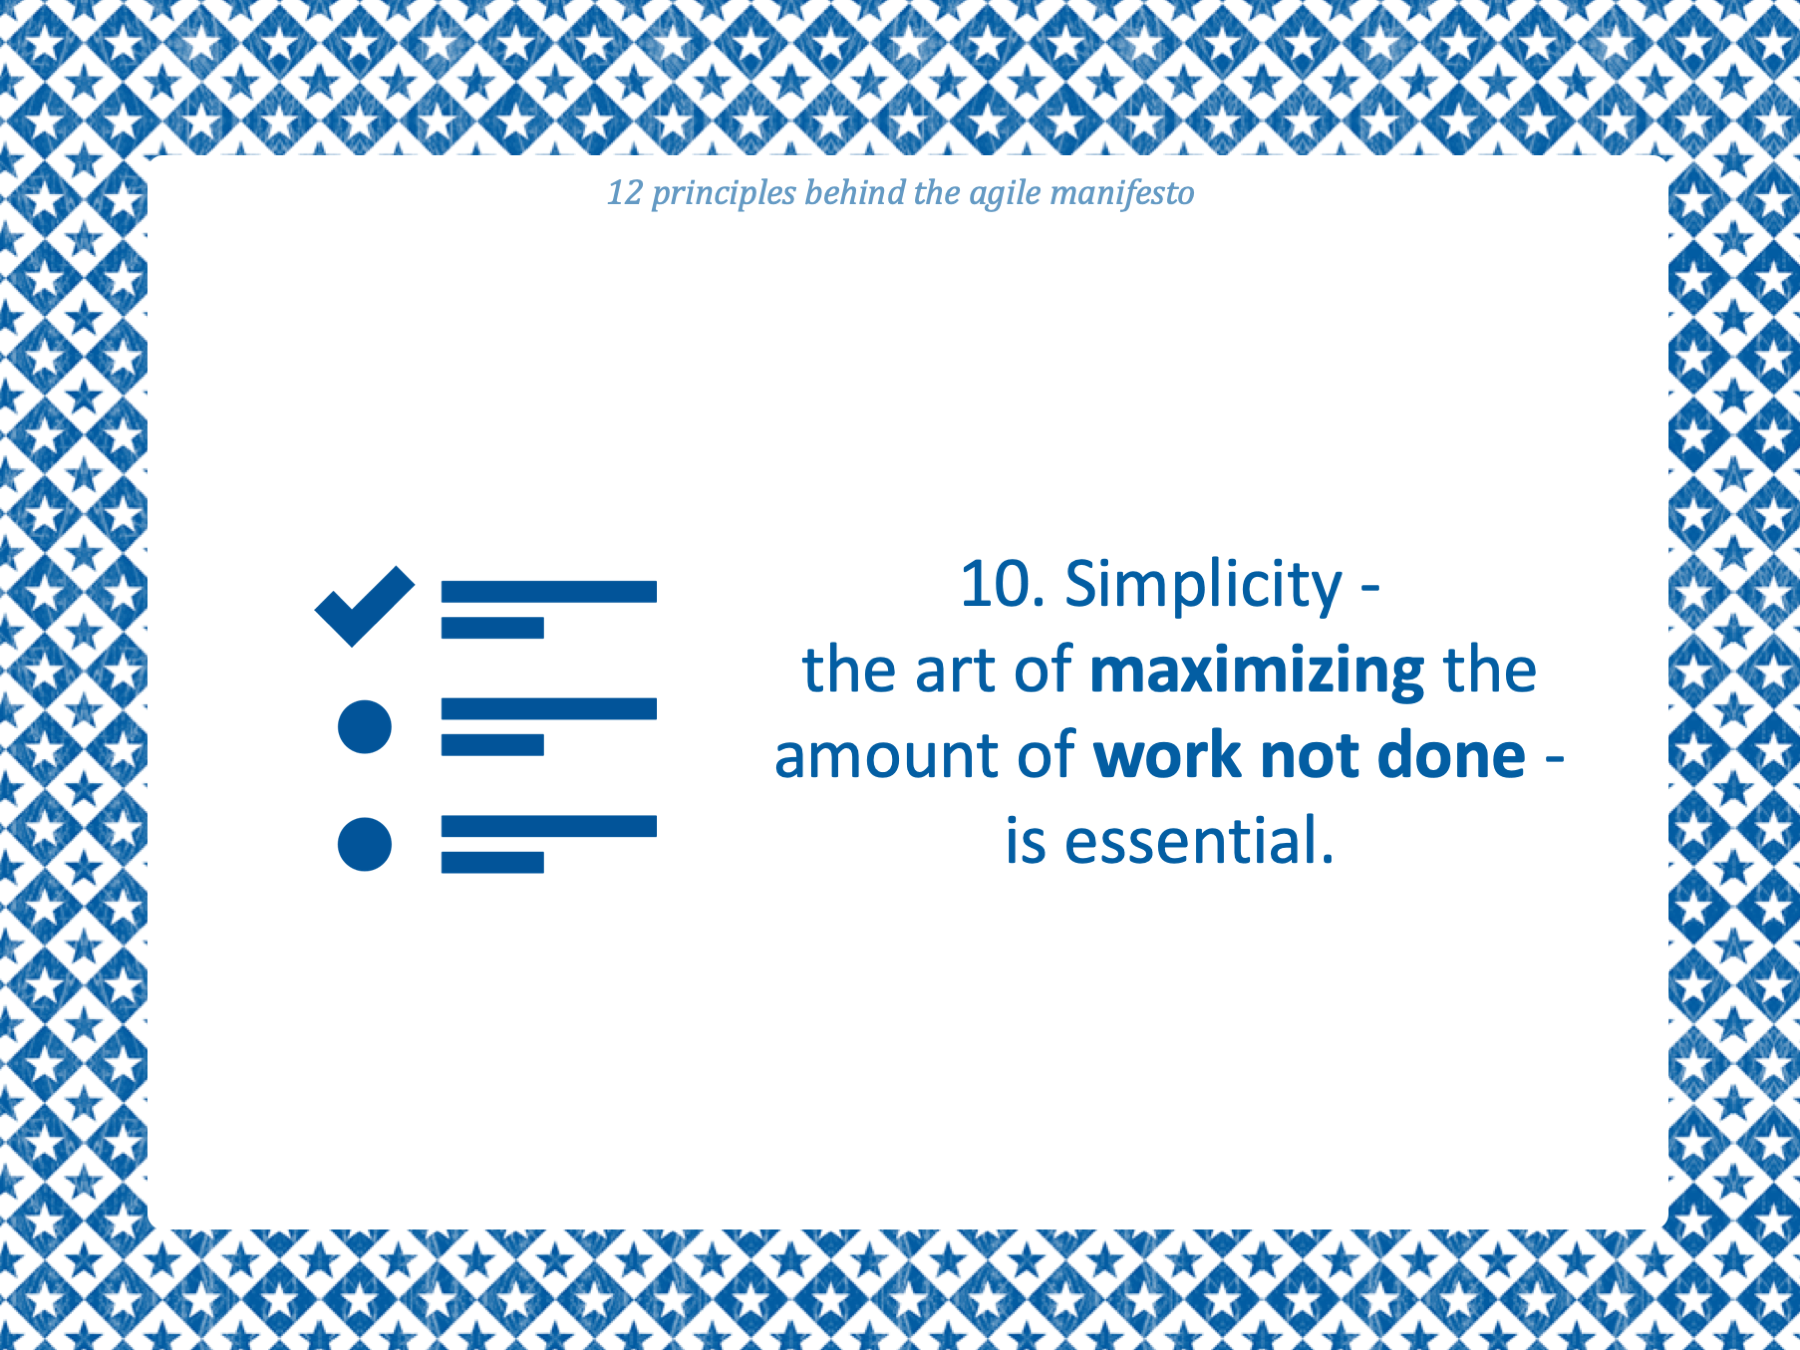 12 principles behind the agile manifesto
10. Simplicity -
the art of maximizing the
amount of work not done -
is essential.